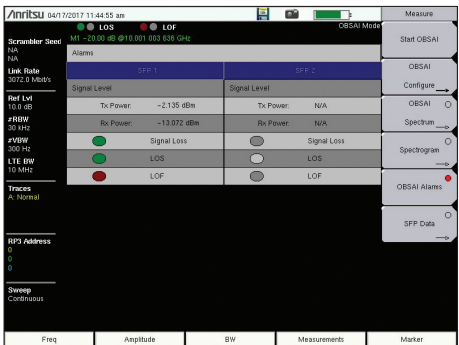 Anritsu 04/17/2017 11:44:55 am
OBSAI Mode
LOS LOF
M1 -20.00 dB @10.001 003 636 GHz
Scrambler Seed
NA
NA
Link Rate
3072.0 Mbit/s
Ref Lvl
10.0 dB
#RBW
30 kHz
#VBW
300 Hz
LTE BW
10 MHz
Traces
A: Normal
RP3 Address
0
0
0
Sweep
Continuous
Alarms
SFP 1 SFP 2
Signal Level Signal Level
Tx Power: -2.135 dBm Tx Power: N/A
Rx Power: -13.072 dBm Rx Power: N/A
Signal Loss Signal Loss
LOS LOS
LOF LOF
Measure
Start OBSAI
OBSAI
Configure
OBSAI
Spectrum
Spectrogram
OBSAI Alarms
SFP Data
Freq Amplitude BW Measurements Marker